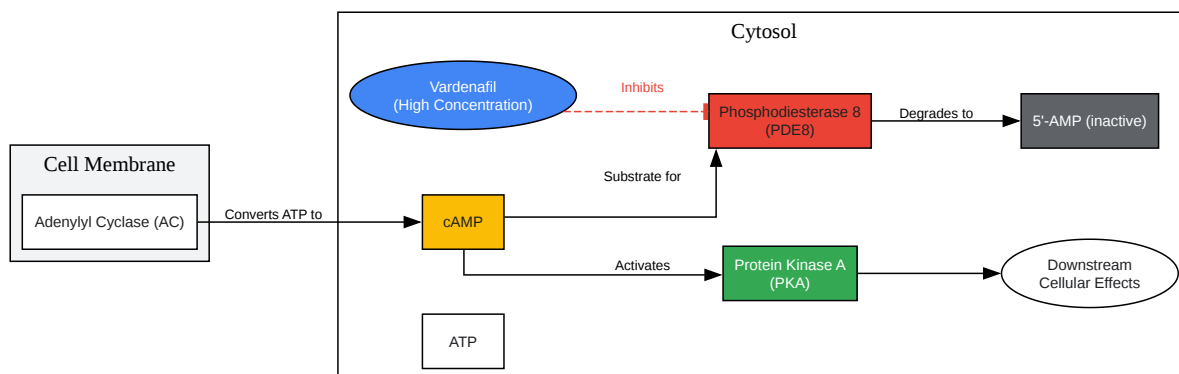 Cytosol
Vardenafil
(High Concentration)
Inhibits
Phosphodiesterase 8
(PDE8)
Degrades to
5'-AMP (inactive)
Cell Membrane
Adenylyl Cyclase (AC)
Converts ATP to
cAMP
Substrate for
Activates
Protein Kinase A
(PKA)
Downstream
Cellular Effects
ATP